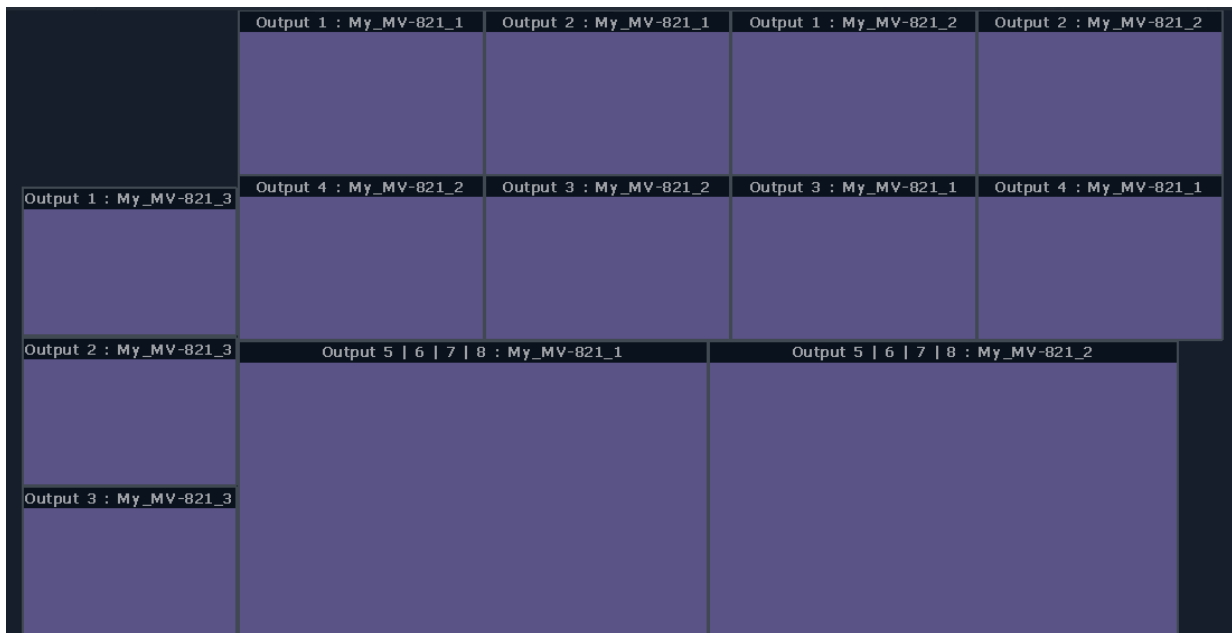 Output 1 : My_MV-821_1
Output 2 : My_MV-821_1
Output 1 : My_MV-821_2
Output 2 : My_MV-821_2
Output 4 : My_MV-821_2
Output 3 : My_MV-821_2
Output 3 : My_MV-821_1
Output 4 : My_MV-821_1
Output 1 : My_MV-821_3
Output 2 : My_MV-821_3
Output 5 | 6 | 7 | 8 : My_MV-821_1
Output 5 | 6 | 7 | 8 : My_MV-821_2
Output 3 : My_MV-821_3